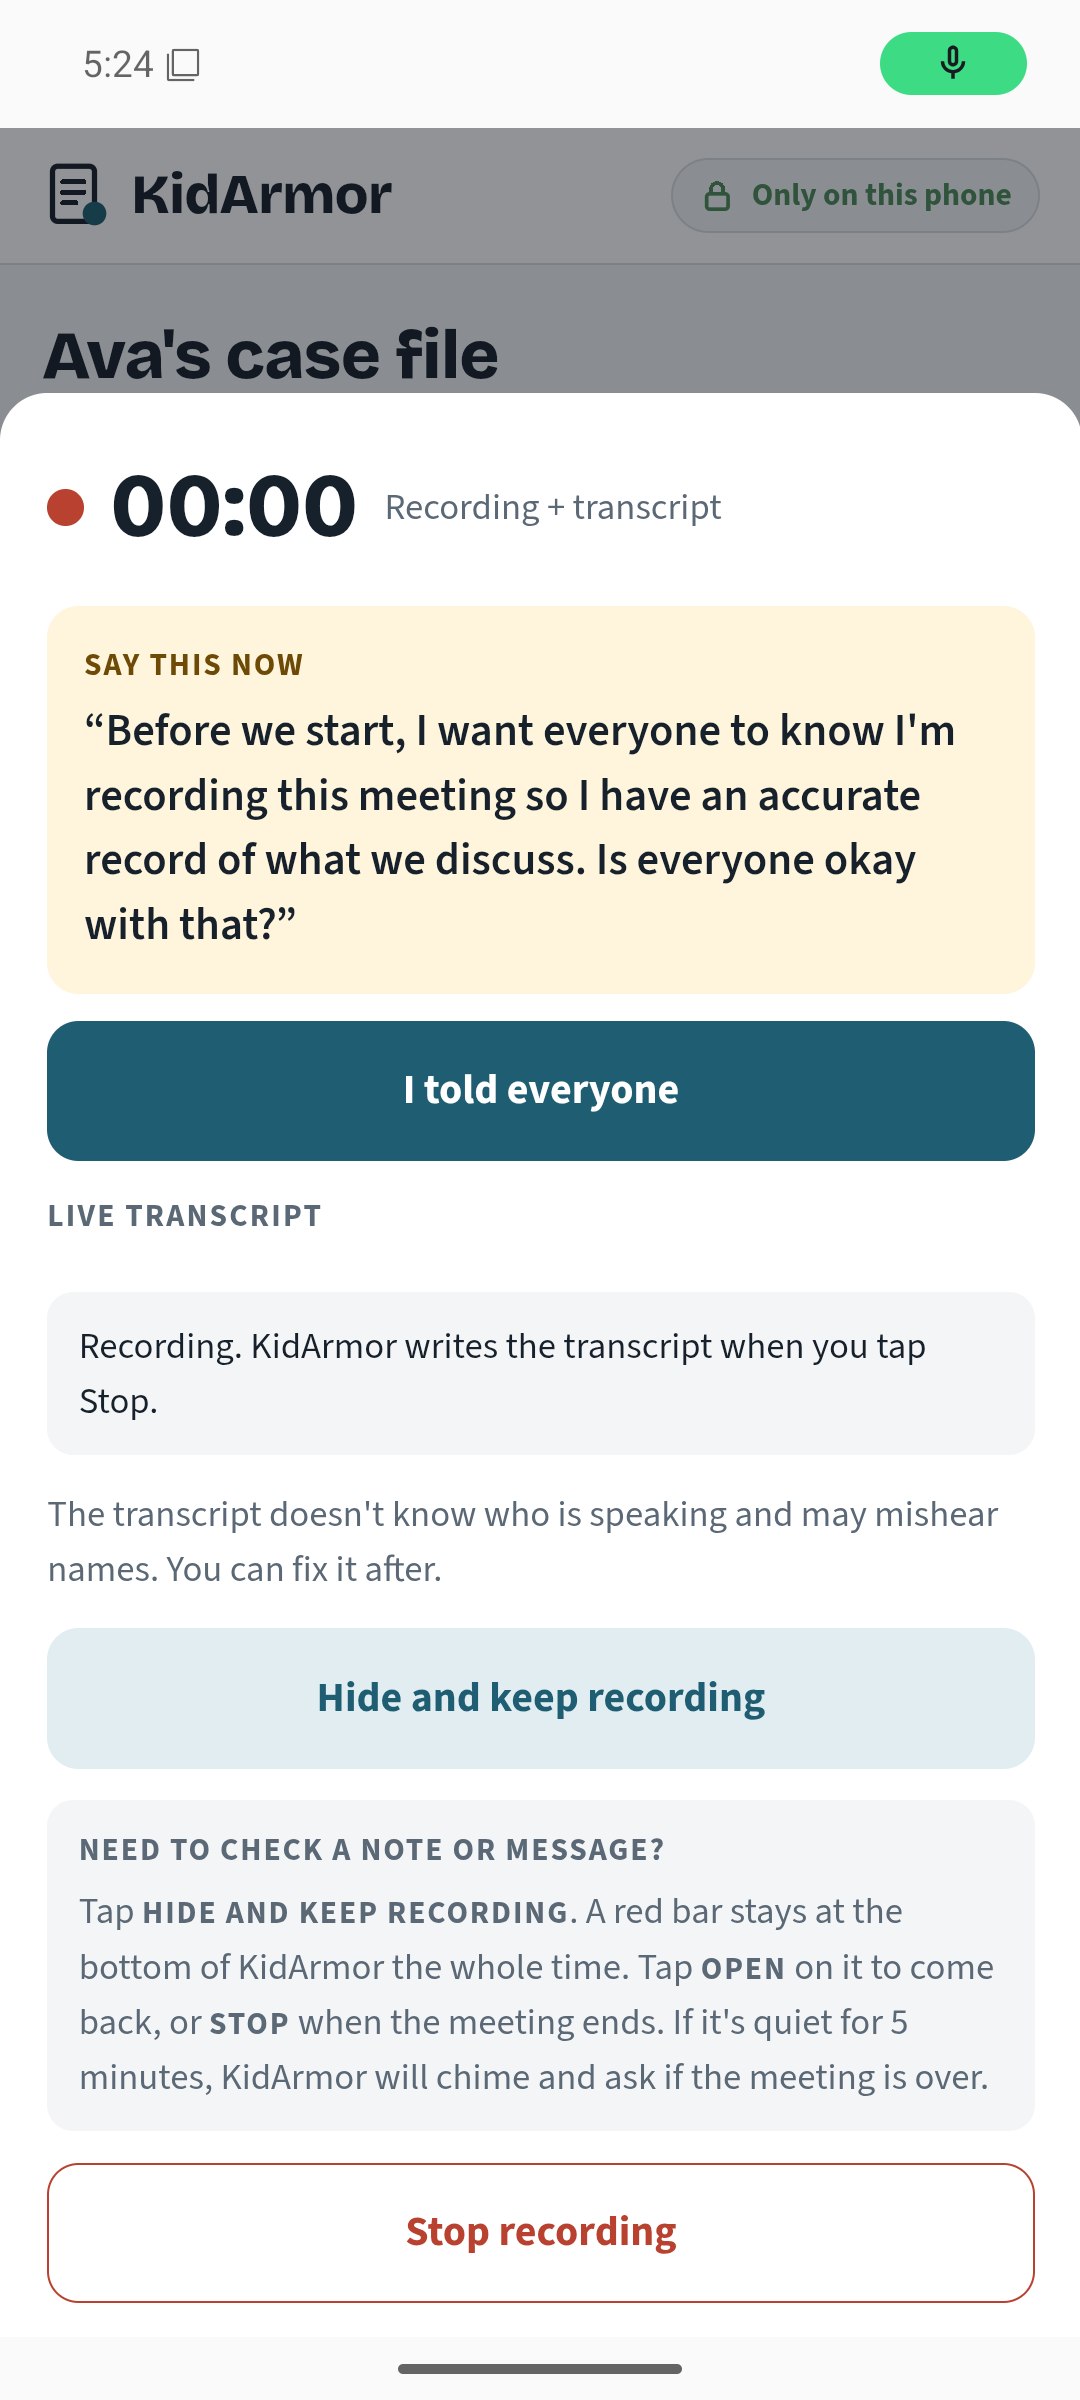 5:24
KidArmor
Only on this phone
Ava's case file
00:00 Recording + transcript
SAY THIS NOW
“Before we start, I want everyone to know I'm
recording this meeting so I have an accurate
record of what we discuss. Is everyone okay
with that?”
I told everyone
LIVE TRANSCRIPT
Recording. KidArmor writes the transcript when you tap
Stop.
The transcript doesn't know who is speaking and may mishear
names. You can fix it after.
Hide and keep recording
NEED TO CHECK A NOTE OR MESSAGE?
Tap HIDE AND KEEP RECORDING. A red bar stays at the
bottom of KidArmor the whole time. Tap OPEN on it to come
back, or STOP when the meeting ends. If it's quiet for 5
minutes, KidArmor will chime and ask if the meeting is over.
Stop recording